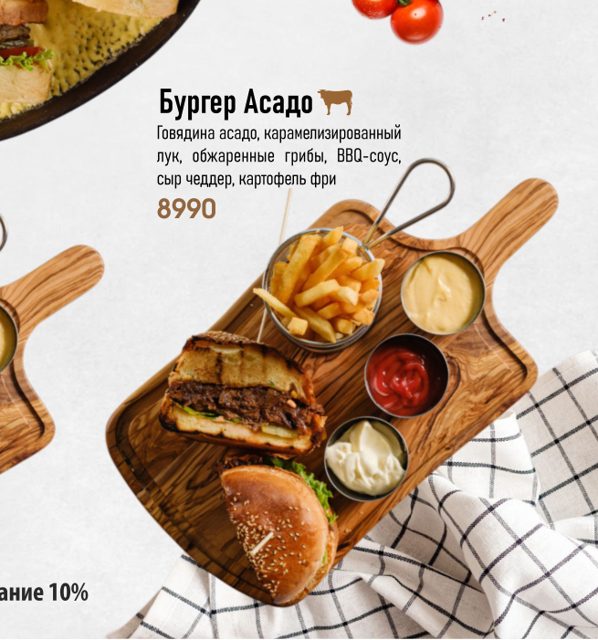 Бургер Асадо
Говядина асадо, карамелизированный
лук, обжаренные грибы, BBQ-соус,
сыр чеддер, картофель фри
8990
ание 10%